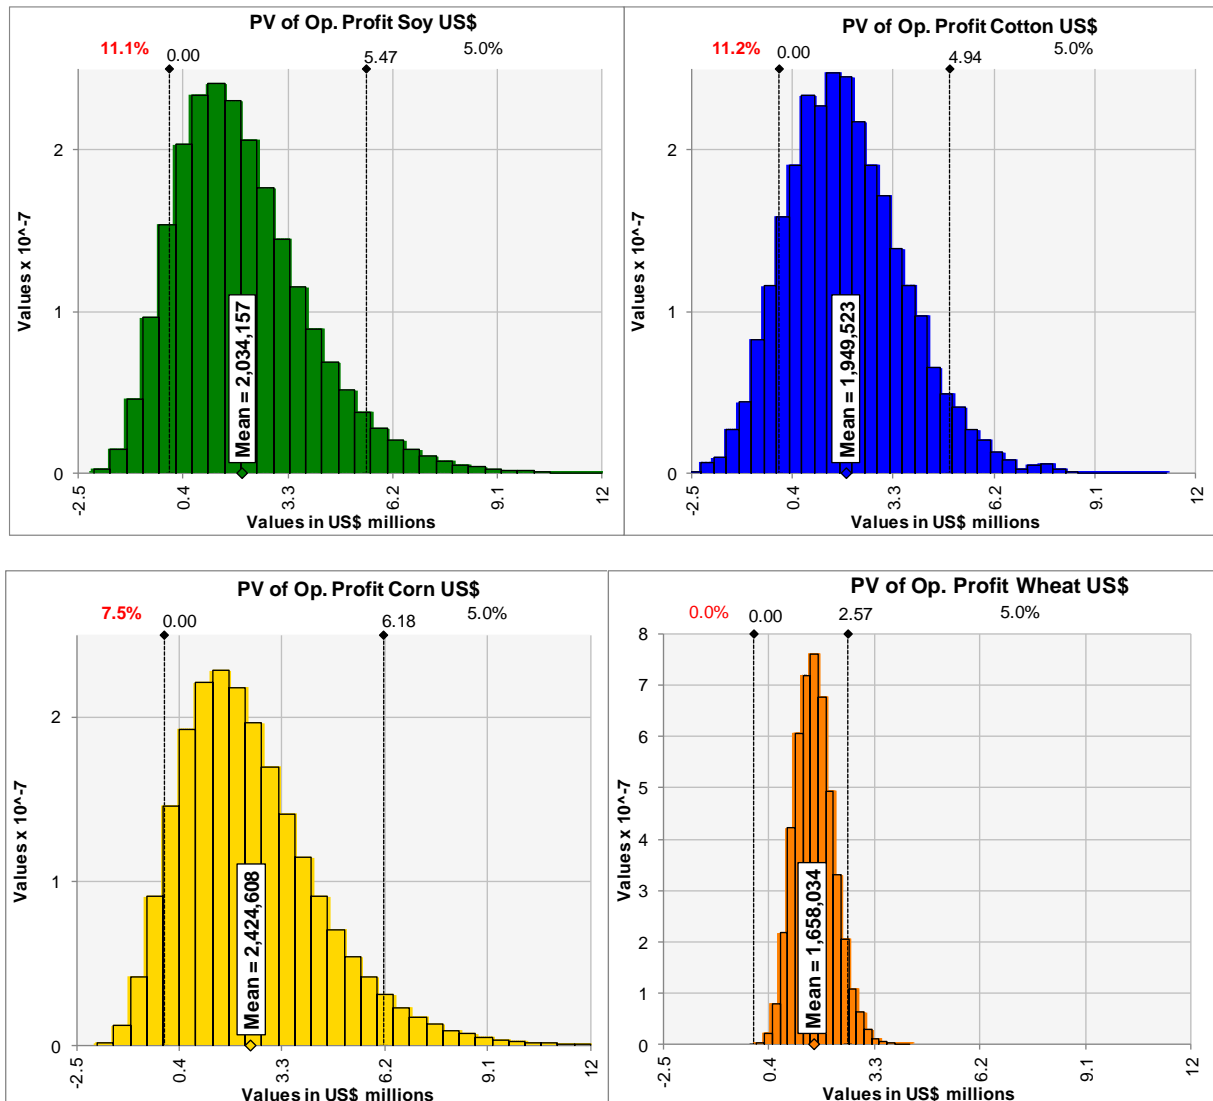 PV of Op. Profit Soy US$
11.1% 0.00 5.47 5.0%
2
1
0
Values x 10^-7
Mean = 2,034,157
-2.5 0.4 3.3 6.2 9.1 12
Values in US$ millions
PV of Op. Profit Cotton US$
11.2% 0.00 4.94 5.0%
2
1
0
Values x 10^-7
Mean = 1,949,523
-2.5 0.4 3.3 6.2 9.1 12
Values in US$ millions
PV of Op. Profit Corn US$
7.5% 0.00 6.18 5.0%
2
1
0
Values x 10^-7
Mean = 2,424,608
-2.5 0.4 3.3 6.2 9.1 12
Values in US$ millions
PV of Op. Profit Wheat US$
0.0% 0.00 2.57 5.0%
8
7
6
5
4
3
2
1
0
Values x 10^-7
Mean = 1,658,034
-2.5 0.4 3.3 6.2 9.1 12
Values in US$ millions